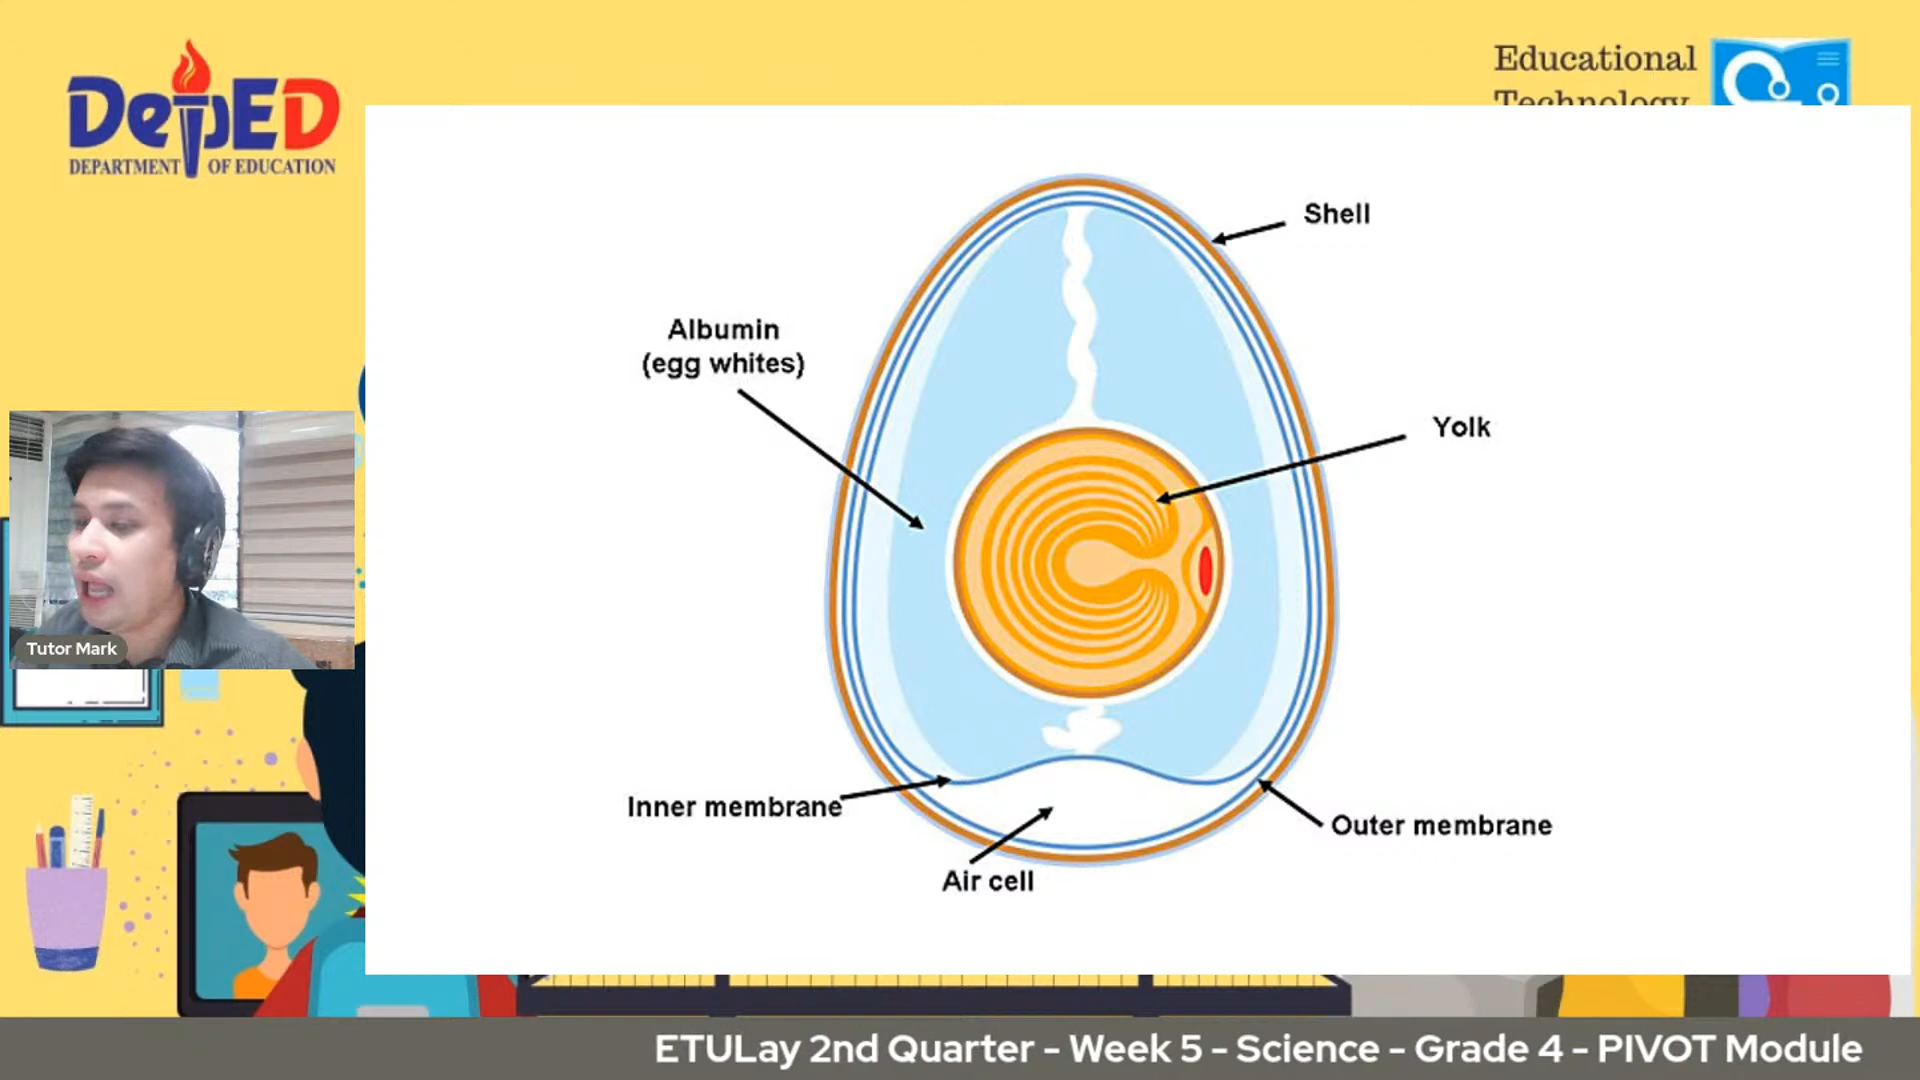 DepED
DEPARTMENT OF EDUCATION
Educational
Technology
Shell
Albumin
(egg whites)
Yolk
Tutor Mark
Inner membrane
Outer membrane
Air cell
ETULay 2nd Quarter - Week 5 - Science - Grade 4 - PIVOT Module